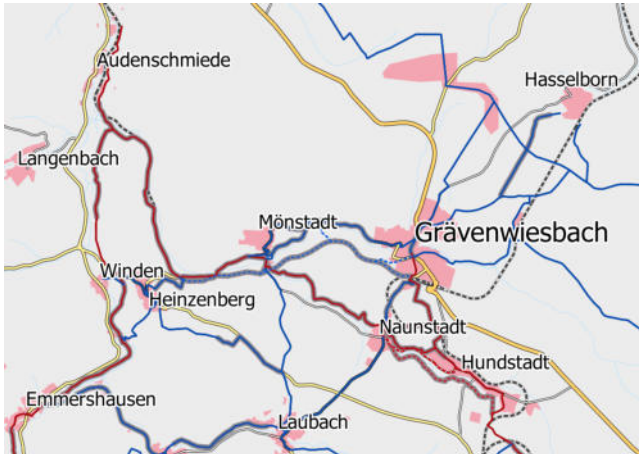 Audenschmiede
Hasselborn
Langenbach
Mönstadt
Grävenwiesbach
Winden
Heinzenberg
Naunstadt
Hundstadt
Emmershausen
Laubach